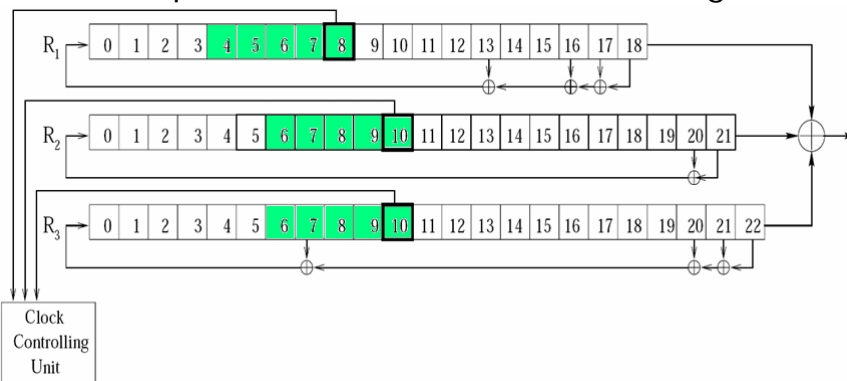 R1 0 1 2 3 4 5 6 7 8 9 10 11 12 13 14 15 16 17 18
R2 0 1 2 3 4 5 6 7 8 9 10 11 12 13 14 15 16 17 18 19 20 21
R3 0 1 2 3 4 5 6 7 8 9 10 11 12 13 14 15 16 17 18 19 20 21 22
Clock
Controlling
Unit